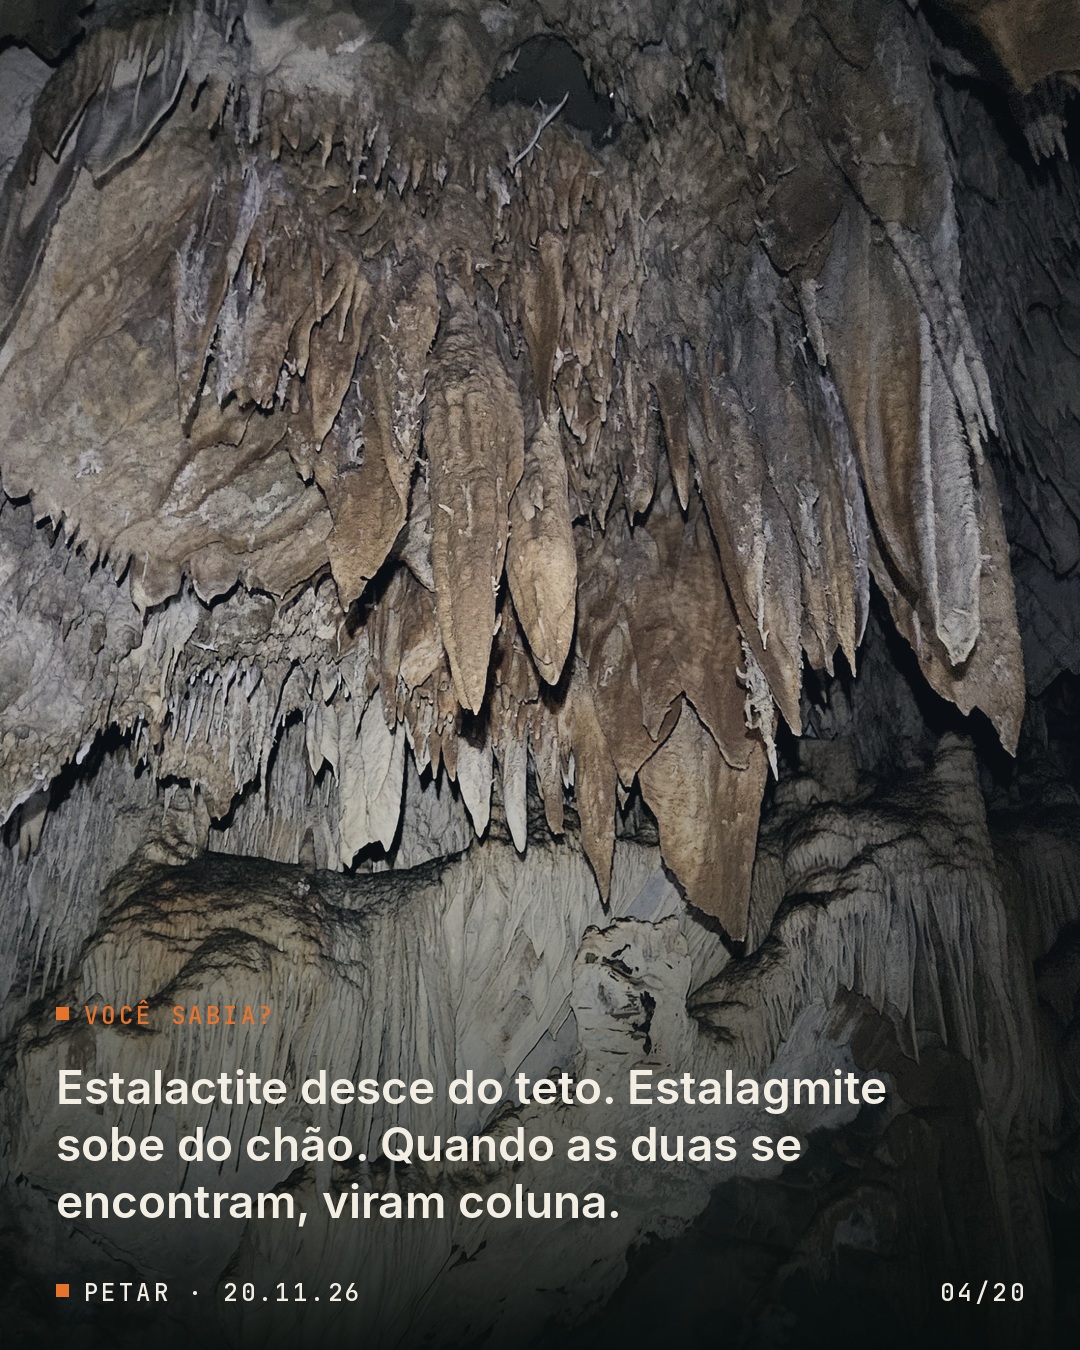 VOCÊ SABIA?
Estalactite desce do teto. Estalagmite
sobe do chão. Quando as duas se
encontram, viram coluna.
PETAR · 20.11.26
04/20